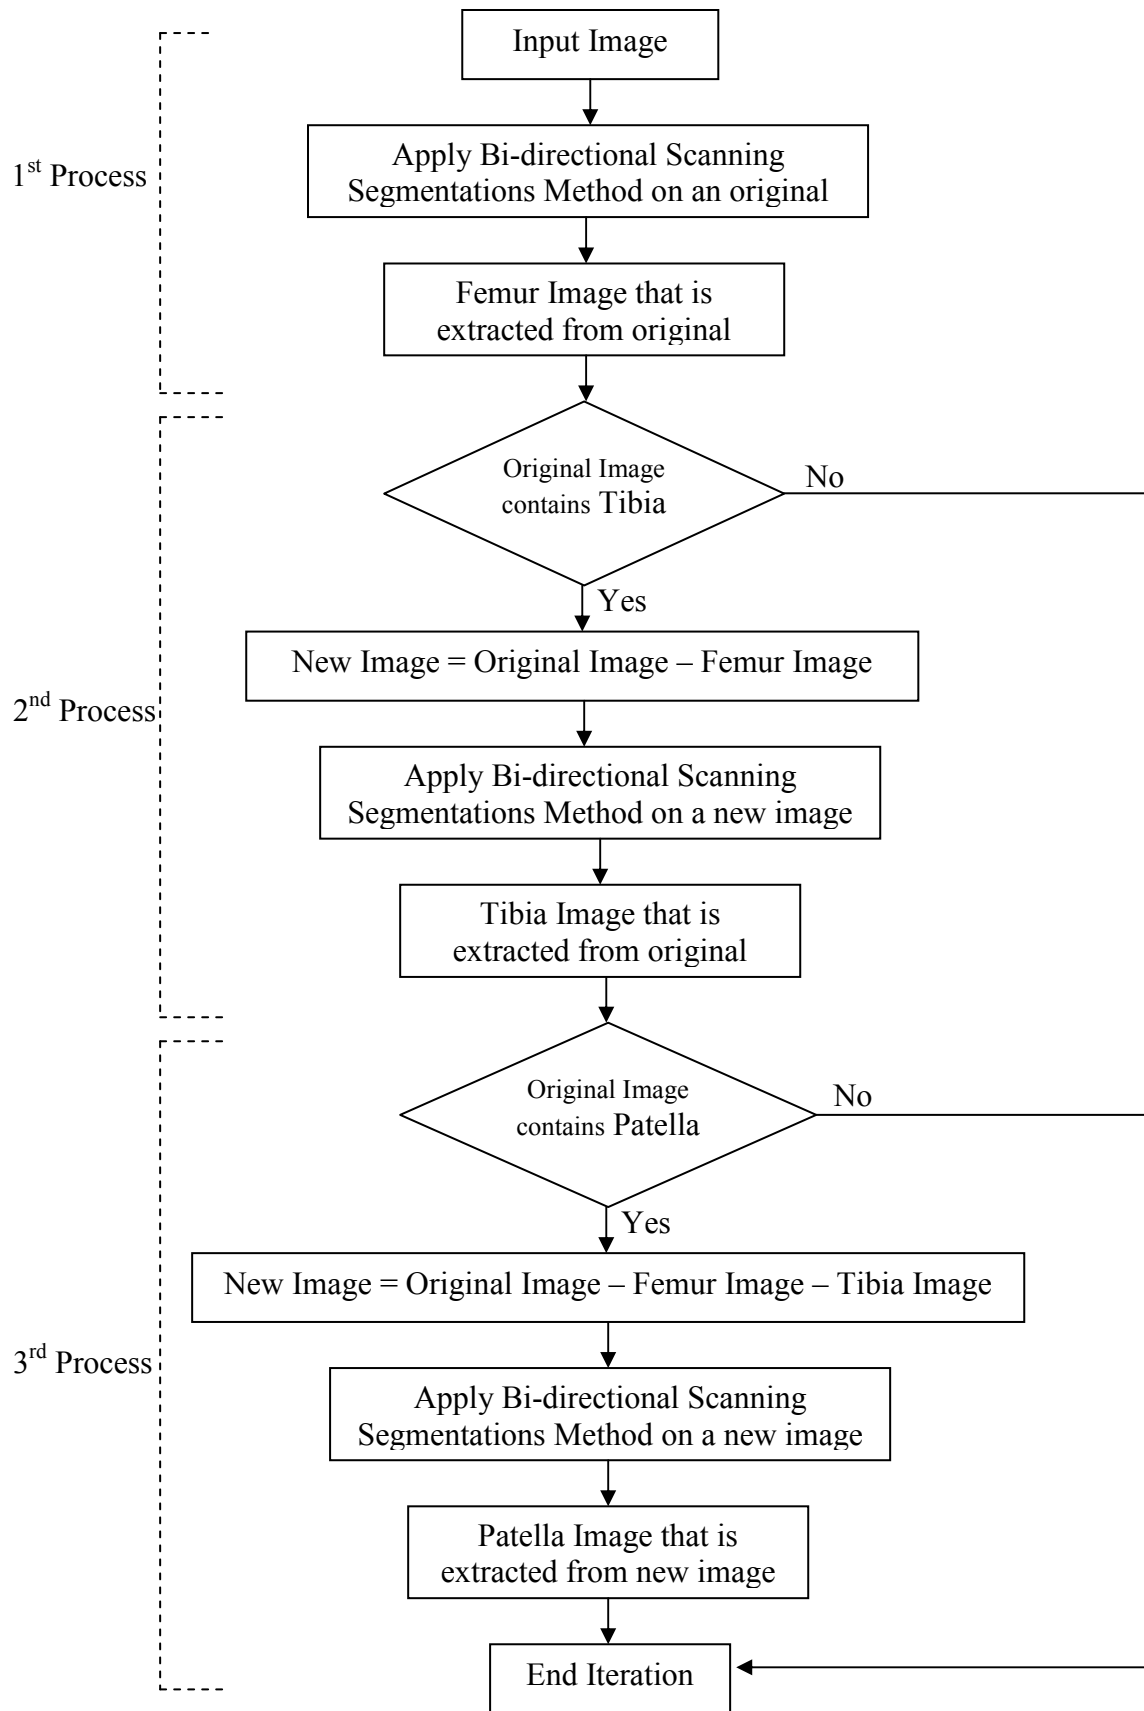 Input Image
Apply Bi-directional Scanning
Segmentations Method on an original
1st Process
Femur Image that is
extracted from original
Original Image
contains Tibia
No
Yes
New Image = Original Image – Femur Image
2nd Process
Apply Bi-directional Scanning
Segmentations Method on a new image
Tibia Image that is
extracted from original
Original Image
contains Patella
No
Yes
New Image = Original Image – Femur Image – Tibia Image
3rd Process
Apply Bi-directional Scanning
Segmentations Method on a new image
Patella Image that is
extracted from new image
End Iteration